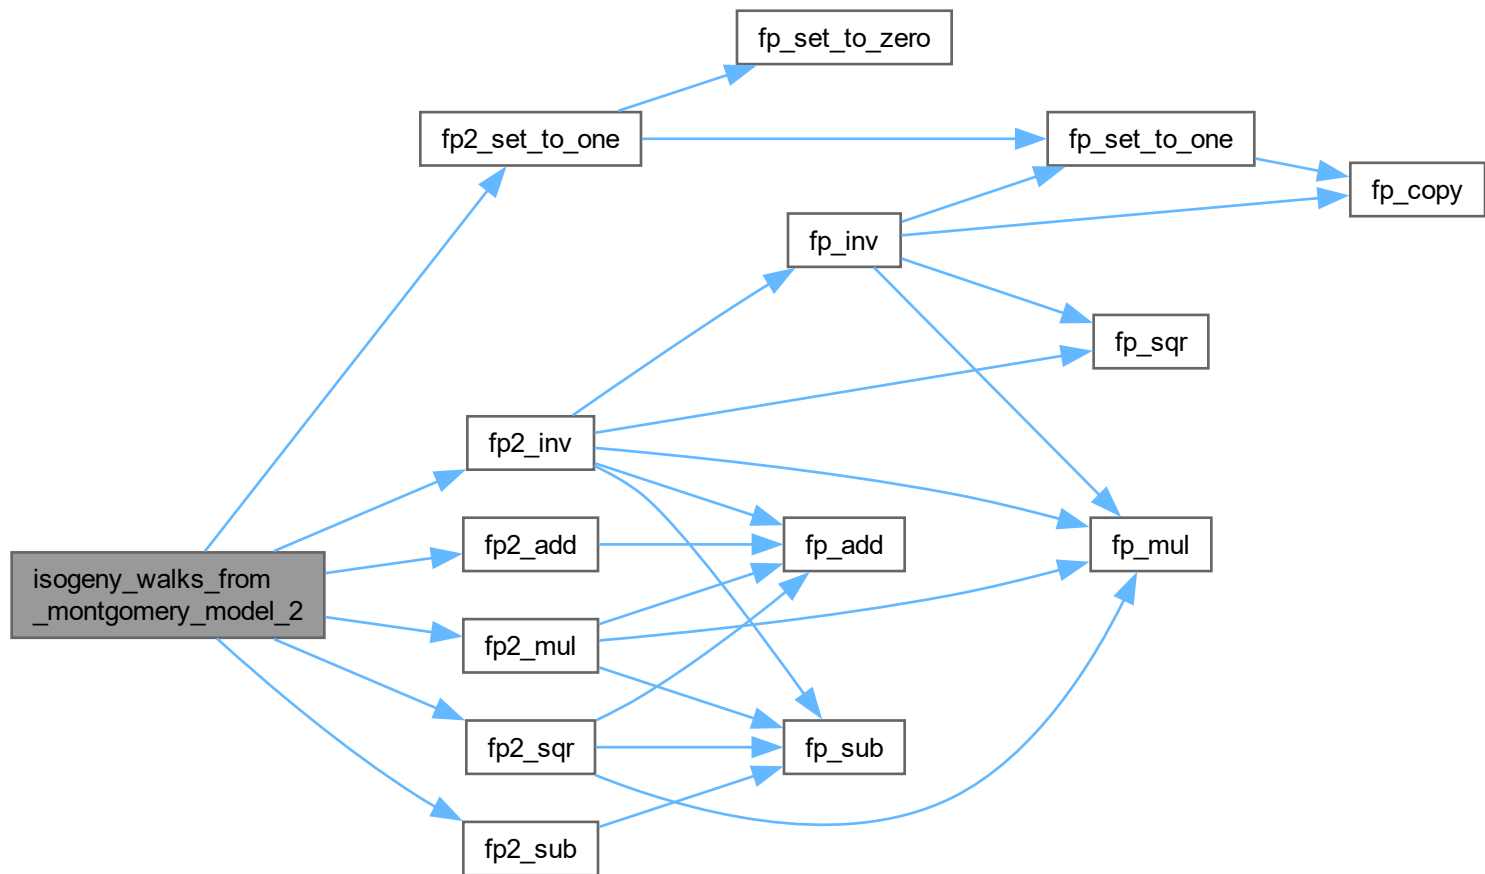 fp_set_to_zero
fp2_set_to_one
fp_set_to_one
fp_copy
fp_inv
fp_sqr
fp2_inv
fp2_add
fp_add
fp_mul
isogeny_walks_from
_montgomery_model_2
fp2_mul
fp2_sqr
fp_sub
fp2_sub